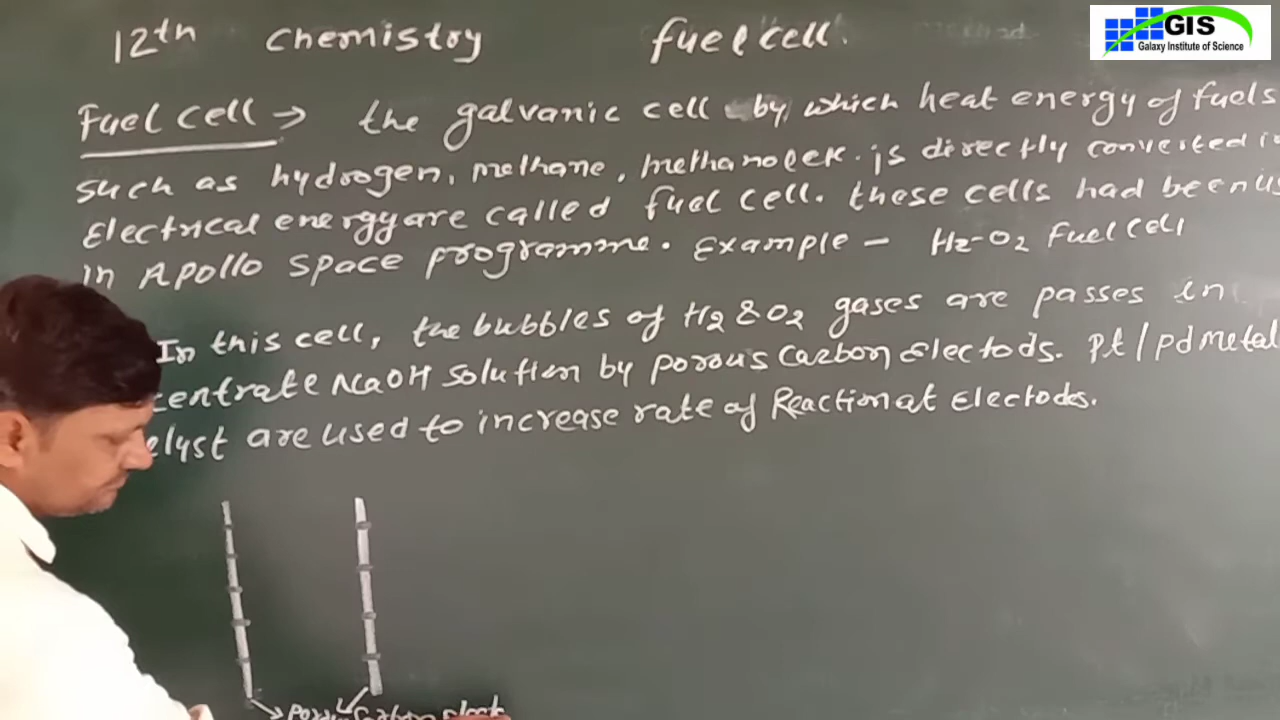 12th chemistry fuel cell.
GIS
Galaxy Institute of Science
Fuel cell → the galvanic cell by which heat energy of fuels
such as hydrogen, methane, methanol etc. is directly converted
Electrical energy are called fuel cell. these cells had been
in Apollo space programme. Example - H2-O2 Fuel cell
In this cell, the bubbles of H2 & O2 gases are passes in
centrate NaOH solution by porous carbon Electods. Pt/Pd metal
elyst are used to increase rate of Reaction at Electodes.
carbon